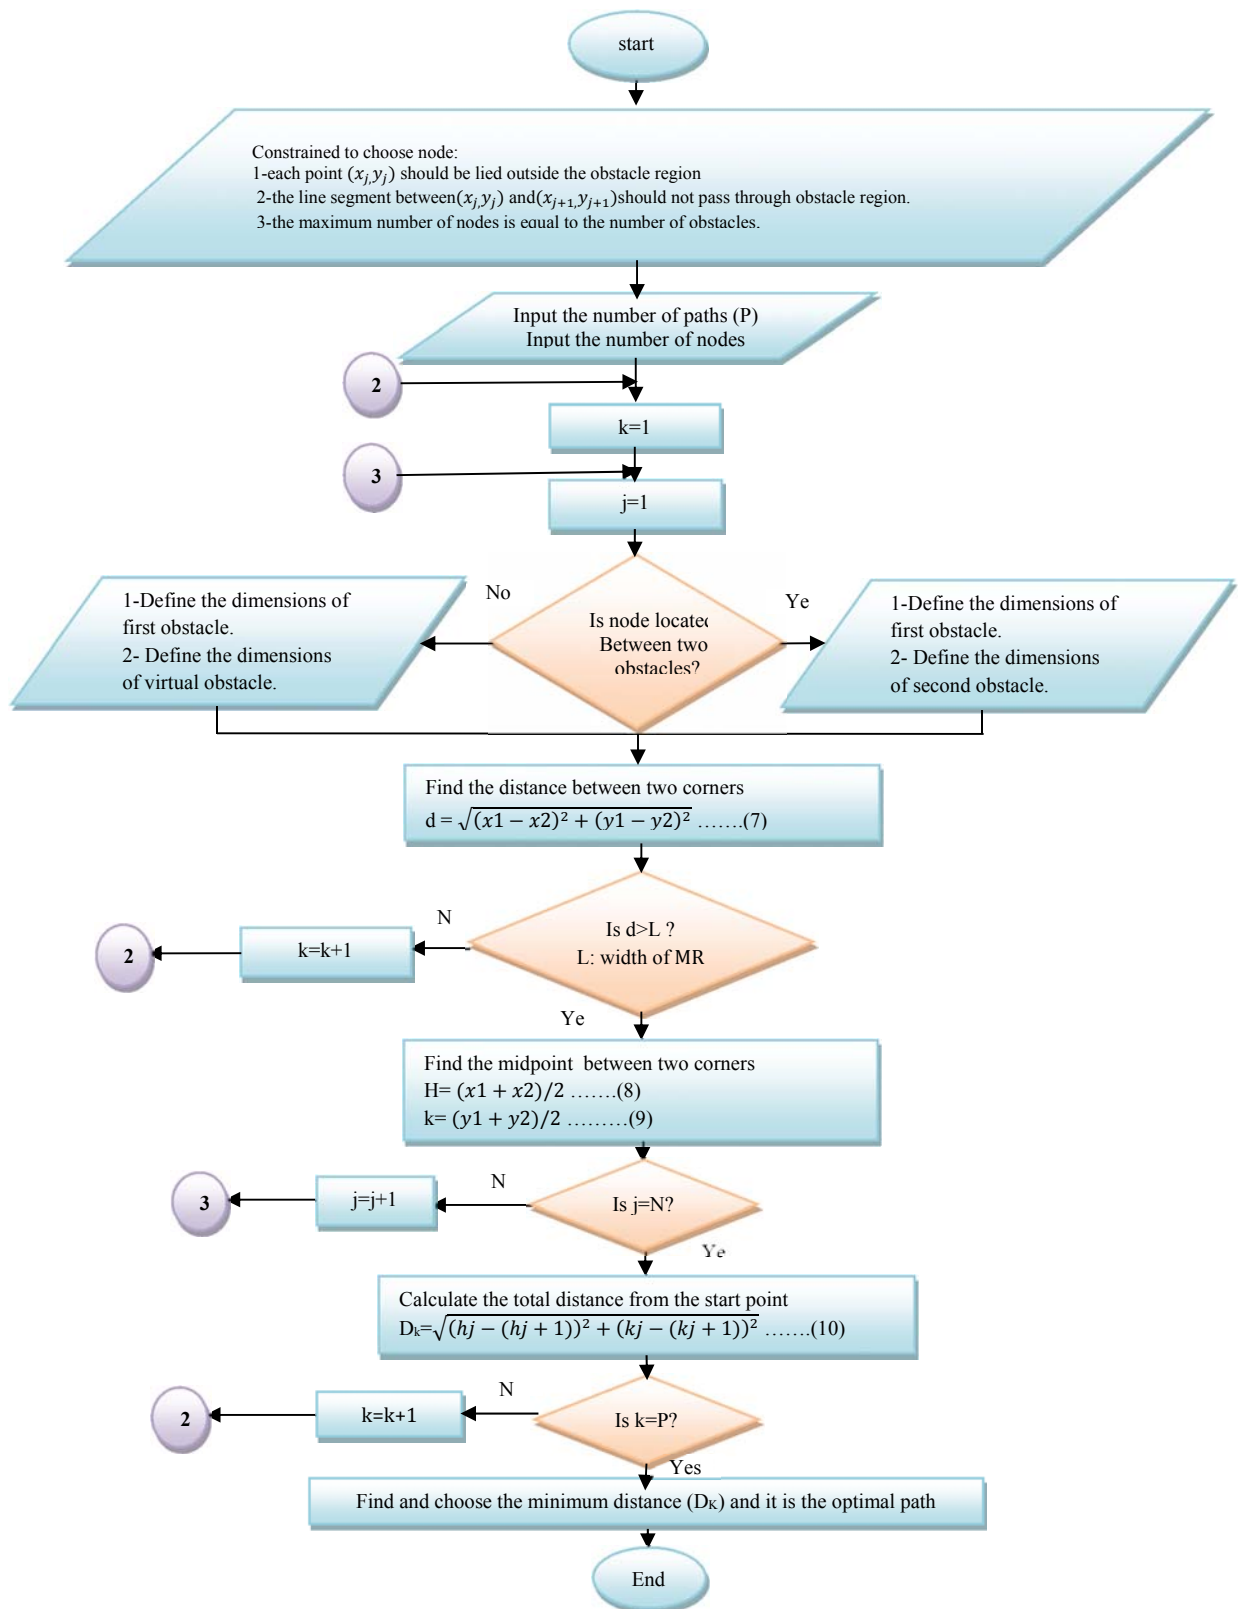 start
Constrained to choose node:
1-each point (x_j,y_j) should be lied outside the obstacle region
2-the line segment between(x_j,y_j) and(x_{j+1},y_{j+1})should not pass through obstacle region.
3-the maximum number of nodes is equal to the number of obstacles.
Input the number of paths (P)
Input the number of nodes
2
k=1
3
j=1
No
Ye
1-Define the dimensions of
first obstacle.
2- Define the dimensions
of virtual obstacle.
Is node located
Between two
obstacles?
1-Define the dimensions of
first obstacle.
2- Define the dimensions
of second obstacle.
Find the distance between two corners
d = √(x1 − x2)² + (y1 − y2)² …….(7)
N
2
k=k+1
Is d>L ?
L: width of MR
Ye
Find the midpoint  between two corners
H= (x1 + x2)/2 …….(8)
k= (y1 + y2)/2 ………(9)
N
3
j=j+1
Is j=N?
Ye
Calculate the total distance from the start point
Dₖ=√(hj − (hj + 1))² + (kj − (kj + 1))² …….(10)
N
2
k=k+1
Is k=P?
Yes
Find and choose the minimum distance (D_K) and it is the optimal path
End